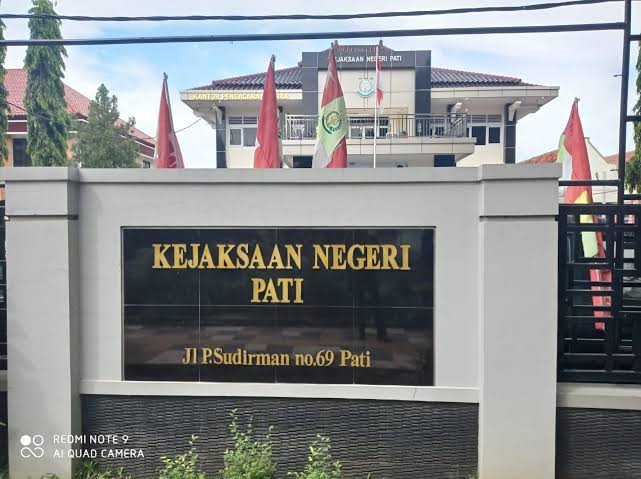 KEJAKSAAN NEGERI PATI
KANTOR PENGACARA
KEJAKSAAN NEGERI
PATI
Jl P.Sudirman no.69 Pati
REDMI NOTE 9
AI QUAD CAMERA